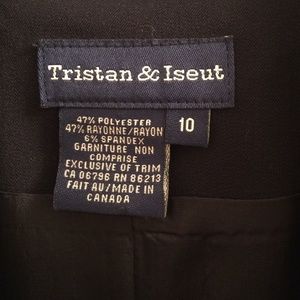 Tristan & Iseut
47% POLYESTER
47% RAYONNE/RAYON
6% SPANDEX
GARNITURE NON
COMPRISE
EXCLUSIVE OF TRIM
CA 06796 RN 86213
FAIT AU/MADE IN
CANADA
10